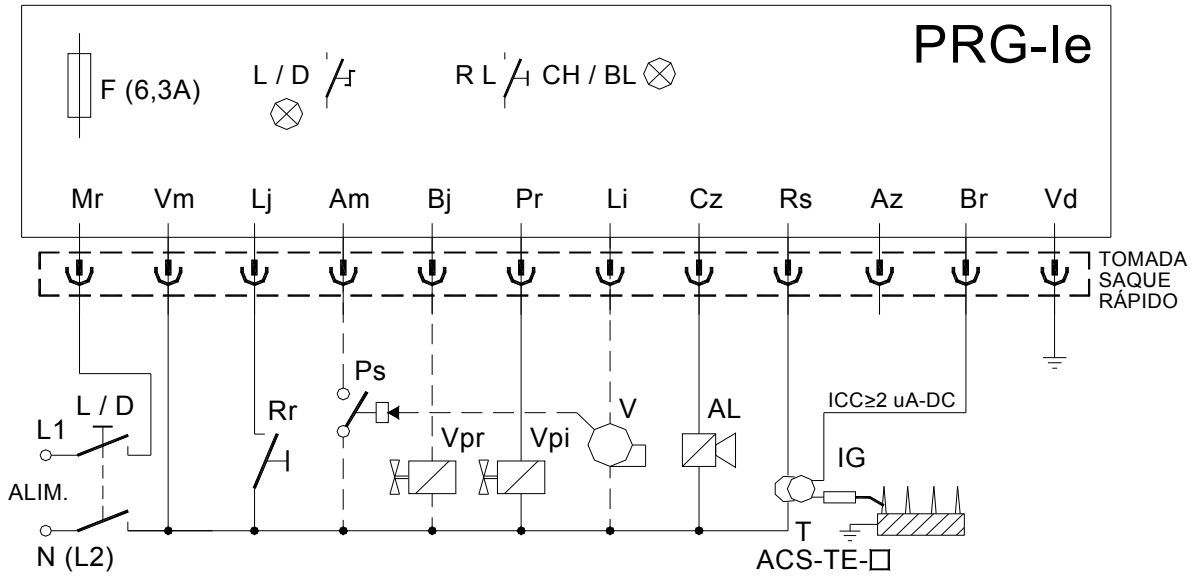 PRG-Ie
F (6,3A)
L / D
R L
CH / BL
Mr Vm Lj Am Bj Pr Li Cz Rs Az Br Vd
TOMADA
SAQUE
RÁPIDO
L / D
L1
ALIM.
N (L2)
Rr
Ps
Vpr
Vpi
V
AL
ICC≥2 uA-DC
IG
T
ACS-TE-□